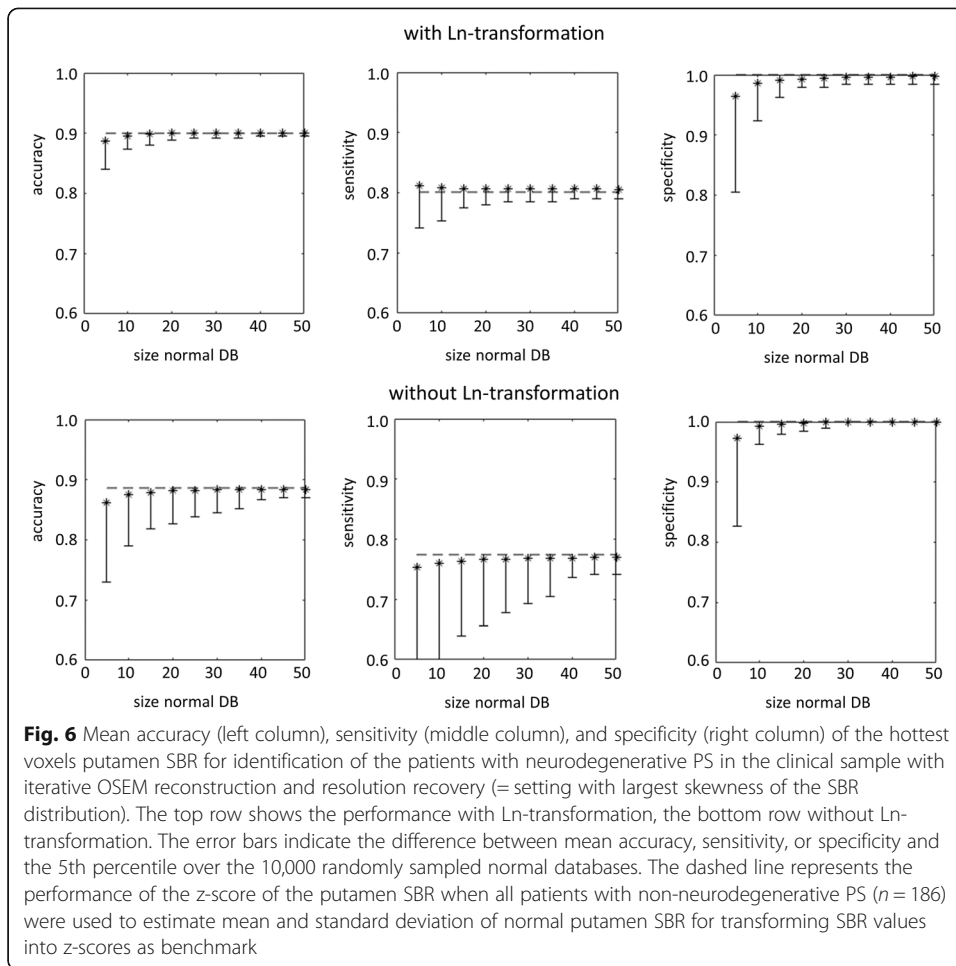 with Ln-transformation
accuracy
1.0
0.9
0.8
0.7
0.6
0 10 20 30 40 50
size normal DB
sensitivity
1.0
0.9
0.8
0.7
0.6
0 10 20 30 40 50
size normal DB
specificity
1.0
0.9
0.8
0.7
0.6
0 10 20 30 40 50
size normal DB
without Ln-transformation
accuracy
1.0
0.9
0.8
0.7
0.6
0 10 20 30 40 50
size normal DB
sensitivity
1.0
0.9
0.8
0.7
0.6
0 10 20 30 40 50
size normal DB
specificity
1.0
0.9
0.8
0.7
0.6
0 10 20 30 40 50
size normal DB
Fig. 6 Mean accuracy (left column), sensitivity (middle column), and specificity (right column) of the hottest
voxels putamen SBR for identification of the patients with neurodegenerative PS in the clinical sample with
iterative OSEM reconstruction and resolution recovery (= setting with largest skewness of the SBR
distribution). The top row shows the performance with Ln-transformation, the bottom row without Ln-
transformation. The error bars indicate the difference between mean accuracy, sensitivity, or specificity and
the 5th percentile over the 10,000 randomly sampled normal databases. The dashed line represents the
performance of the z-score of the putamen SBR when all patients with non-neurodegenerative PS (n = 186)
were used to estimate mean and standard deviation of normal putamen SBR for transforming SBR values
into z-scores as benchmark